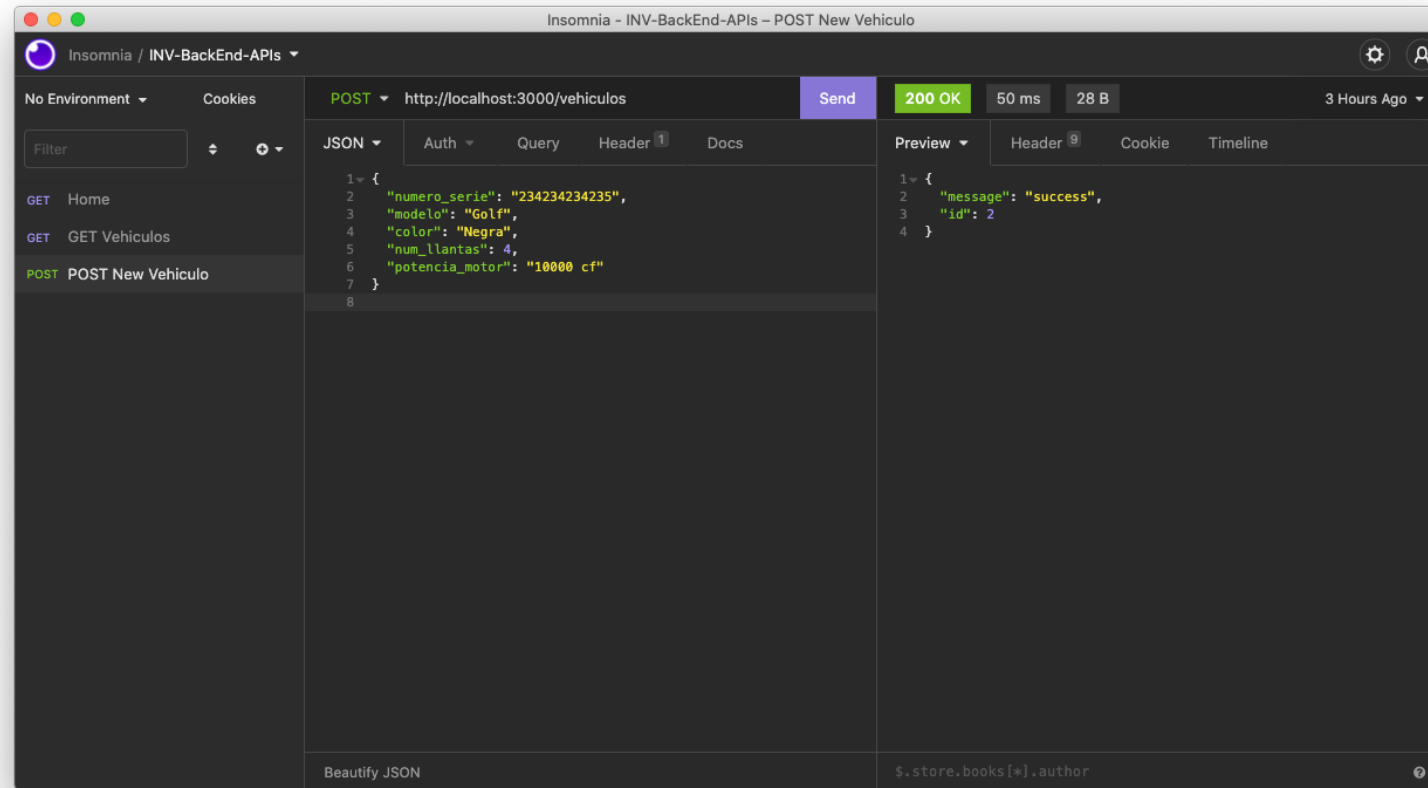 Insomnia - INV-BackEnd-APIs – POST New Vehiculo
Insomnia / INV-BackEnd-APIs
No Environment Cookies
Filter
GET Home
GET GET Vehiculos
POST POST New Vehiculo
POST http://localhost:3000/vehiculos Send
JSON Auth Query Header 1 Docs
1 {
2 "numero_serie": "234234234235",
3 "modelo": "Golf",
4 "color": "Negra",
5 "num_llantas": 4,
6 "potencia_motor": "10000 cf"
7 }
8
Beautify JSON
200 OK 50 ms 28 B 3 Hours Ago
Preview Header 9 Cookie Timeline
1 {
2 "message": "success",
3 "id": 2
4 }
$.store.books[*].author